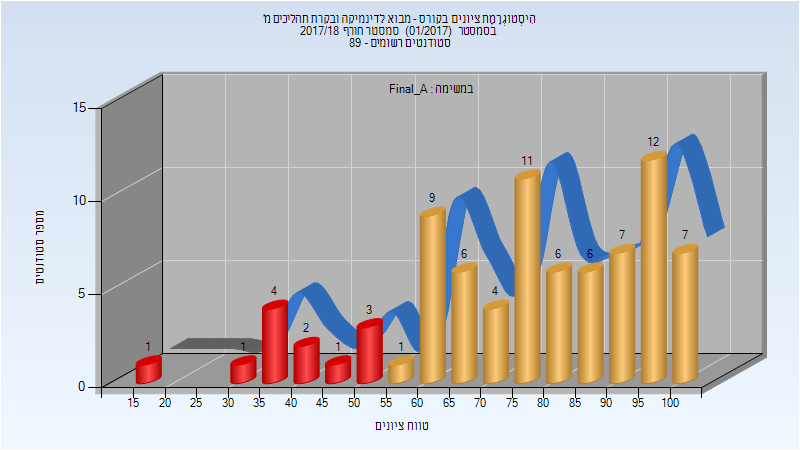 הִיסְטוֹגְרָמַת ציונים בקורס - מבוא לדינמיקה ובקרת תהליכים מ'
בסמסטר (01/2017) סמסטר חורף 2017/18
סטודנטים רשומים - 89
במשימה : Final_A
מספר סטודנטים
15
10
5
0
1
1
4
2
1
3
1
9
6
4
11
6
6
7
12
7
15 20 25 30 35 40 45 50 55 60 65 70 75 80 85 90 95 100
טווח ציונים